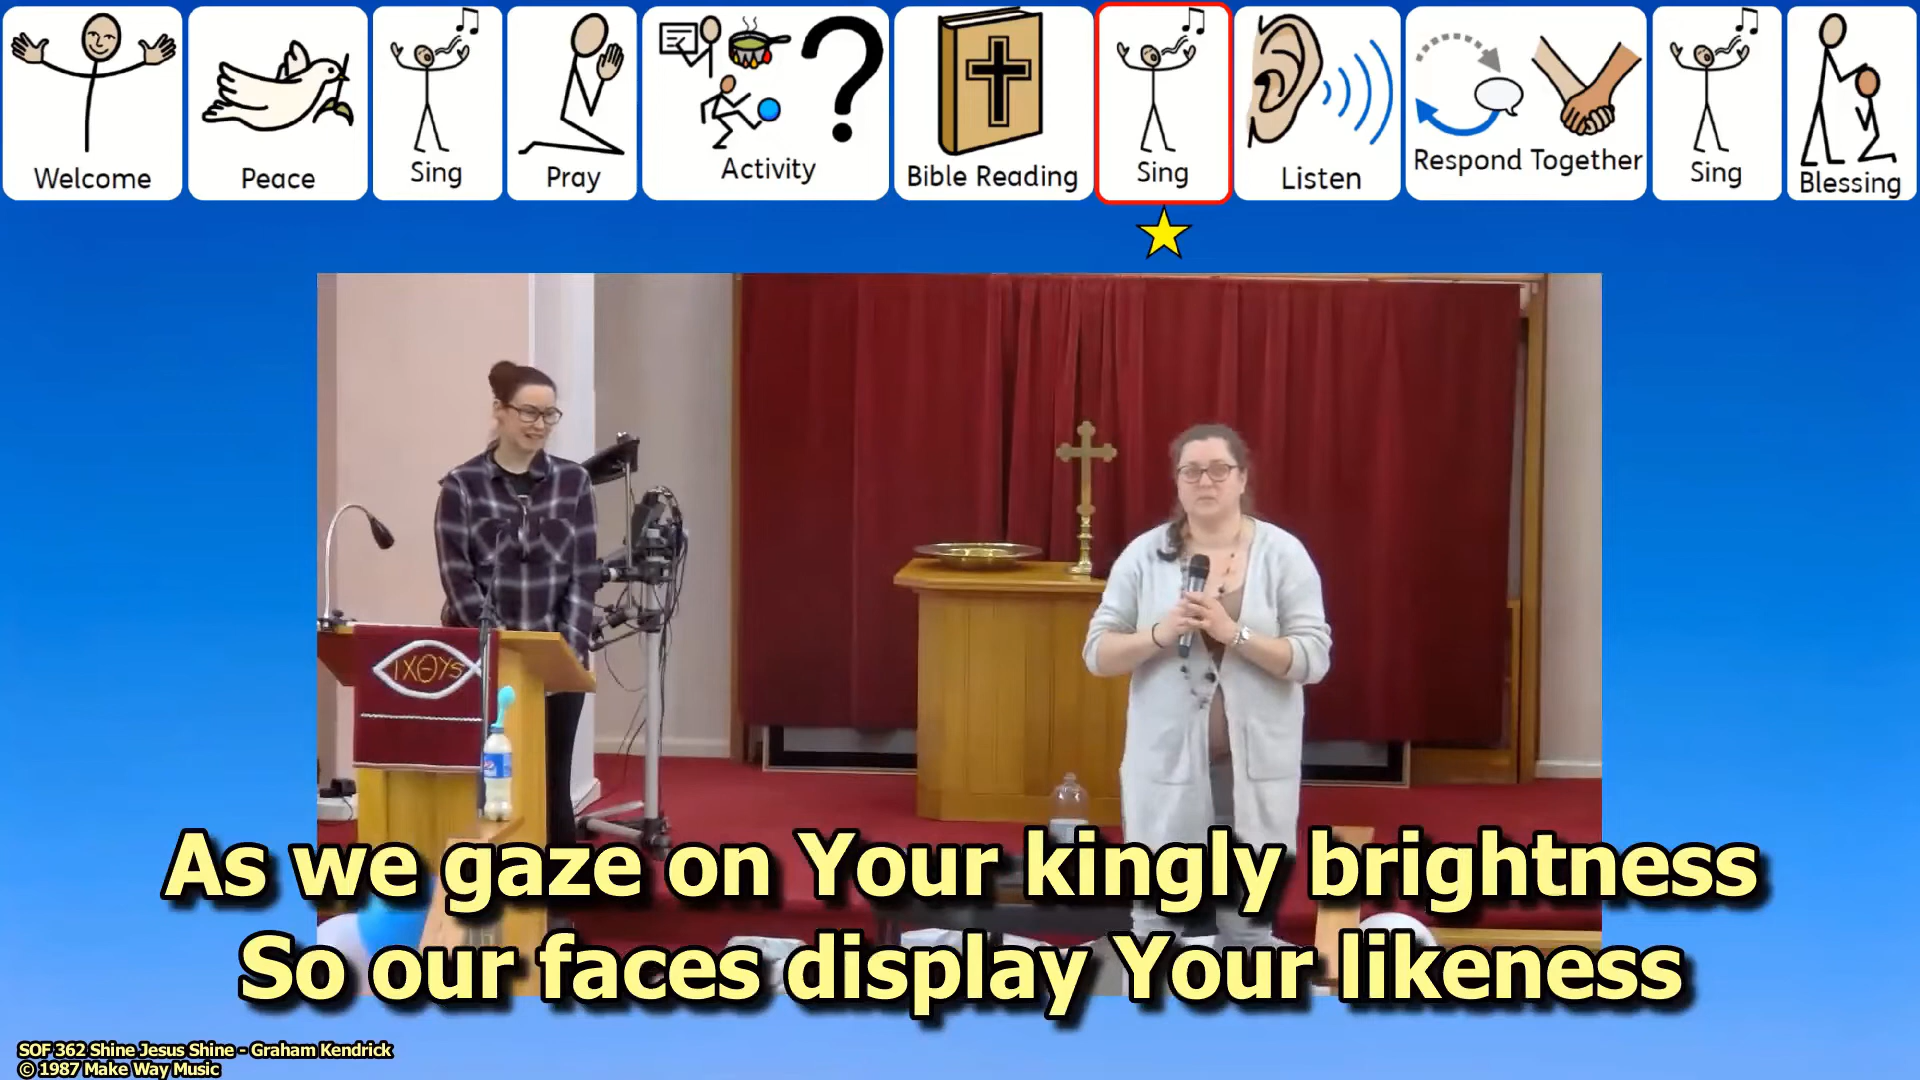 Welcome
Peace
Sing
Pray
Activity
?
Bible Reading
Sing
Listen
Respond Together
Sing
Blessing
ΙΧΘΥς
As we gaze on Your kingly brightness
So our faces display Your likeness
SOF 362 Shine Jesus Shine - Graham Kendrick
© 1987 Make Way Music